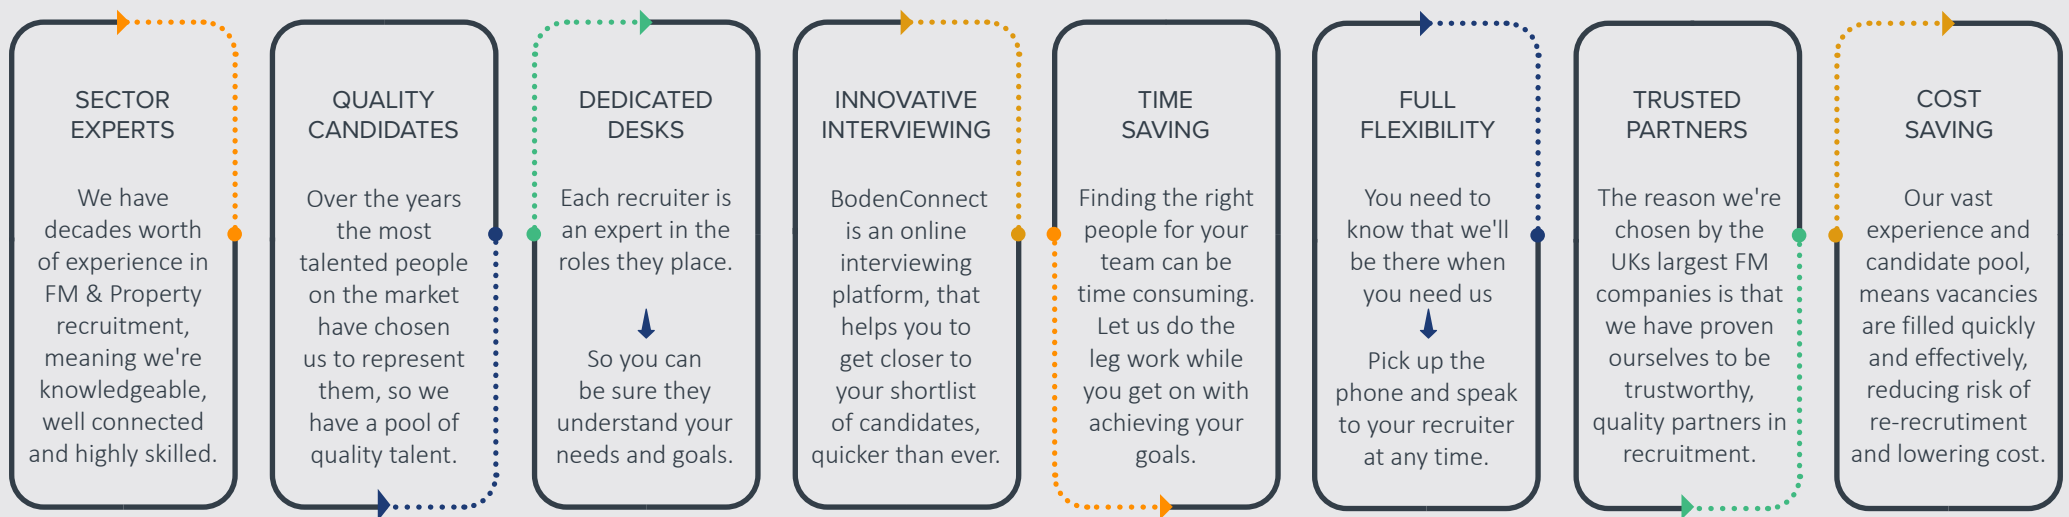 SECTOR
EXPERTS
We have
decades worth
of experience in
FM & Property
recruitment,
meaning we're
knowledgeable,
well connected
and highly skilled.
QUALITY
CANDIDATES
Over the years
the most
talented people
on the market
have chosen
us to represent
them, so we
have a pool of
quality talent.
DEDICATED
DESKS
Each recruiter is
an expert in the
roles they place.
So you can
be sure they
understand your
needs and goals.
INNOVATIVE
INTERVIEWING
BodenConnect
is an online
interviewing
platform, that
helps you to
get closer to
your shortlist
of candidates,
quicker than ever.
TIME
SAVING
Finding the right
people for your
team can be
time consuming.
Let us do the
leg work while
you get on with
achieving your
goals.
FULL
FLEXIBILITY
You need to
know that we'll
be there when
you need us
Pick up the
phone and speak
to your recruiter
at any time.
TRUSTED
PARTNERS
The reason we're
chosen by the
UKs largest FM
companies is that
we have proven
ourselves to be
trustworthy,
quality partners in
recruitment.
COST
SAVING
Our vast
experience and
candidate pool,
means vacancies
are filled quickly
and effectively,
reducing risk of
re-recrutiment
and lowering cost.